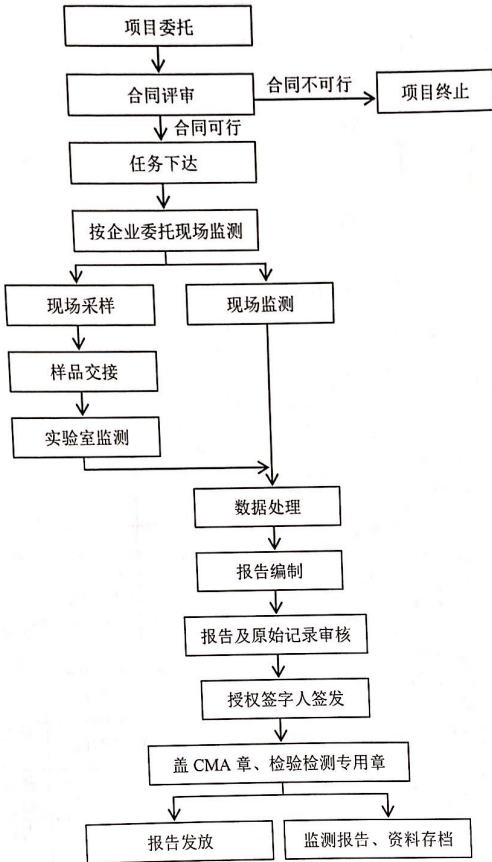 项目委托
合同评审
合同不可行
项目终止
合同可行
任务下达
按企业委托现场监测
现场采样
现场监测
样品交接
实验室监测
数据处理
报告编制
报告及原始记录审核
授权签字人签发
盖 CMA 章、检验检测专用章
报告发放
监测报告、资料存档